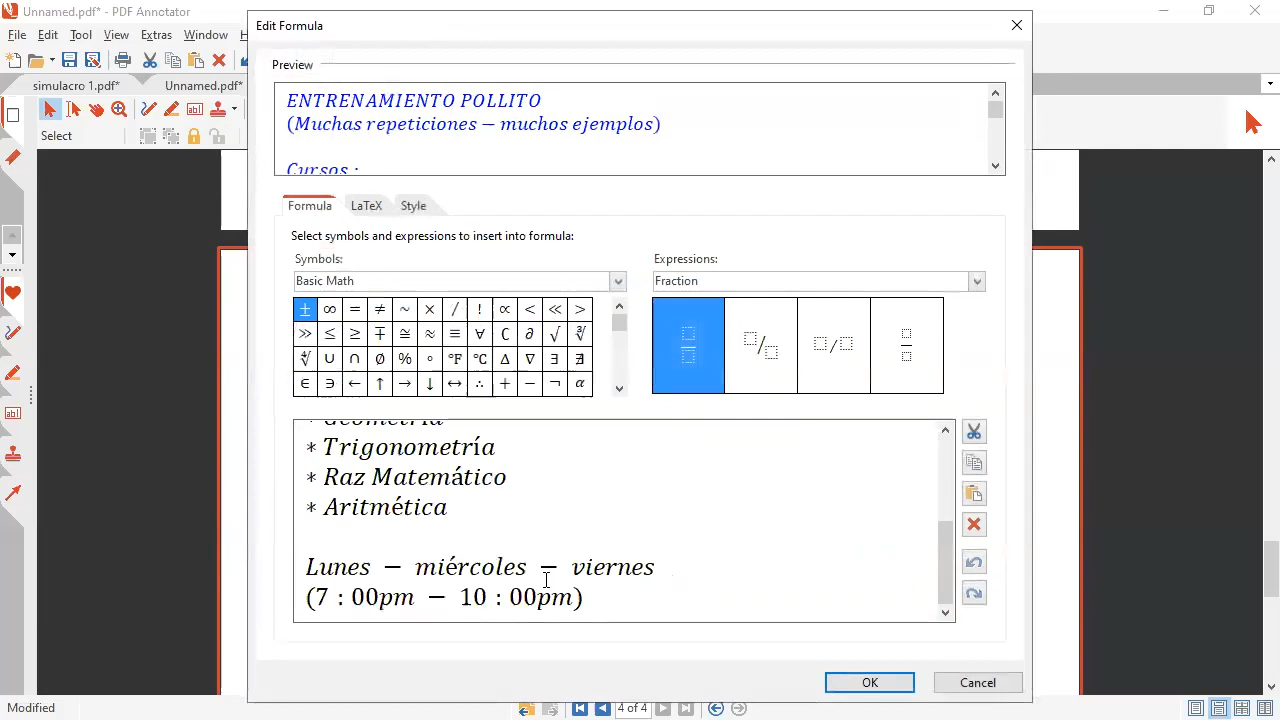 Unnamed.pdf* - PDF Annotator
Edit Formula
File Edit Tool Annotate Extras Window
simulacro 1.pdf* Unnamed.pdf*
Select
Preview
ENTRENAMIENTO POLLITO
(Muchas repeticiones − muchos ejemplos)
Cursos :
Formula LaTeX Style
Select symbols and expressions to insert into formula:
Symbols: Expressions:
Basic Math Fraction
± ∞ = ≠ ~ × / ! ∝ < ≪ >
≫ ≤ ≥ ∓ ≅ ≈ ≡ ∀ ∁ ∂ √ ∛
∜ ∪ ∩ ∅ % ° °F °C ∆ ∇ ∃ ∄
∈ ∋ ← ↑ → ↓ ↔ ∴ + − ¬ α
* Geometría
* Trigonometría
* Raz Matemático
* Aritmética
Lunes − miércoles − viernes
(7 : 00pm − 10 : 00pm)
OK Cancel
Modified
4 of 4